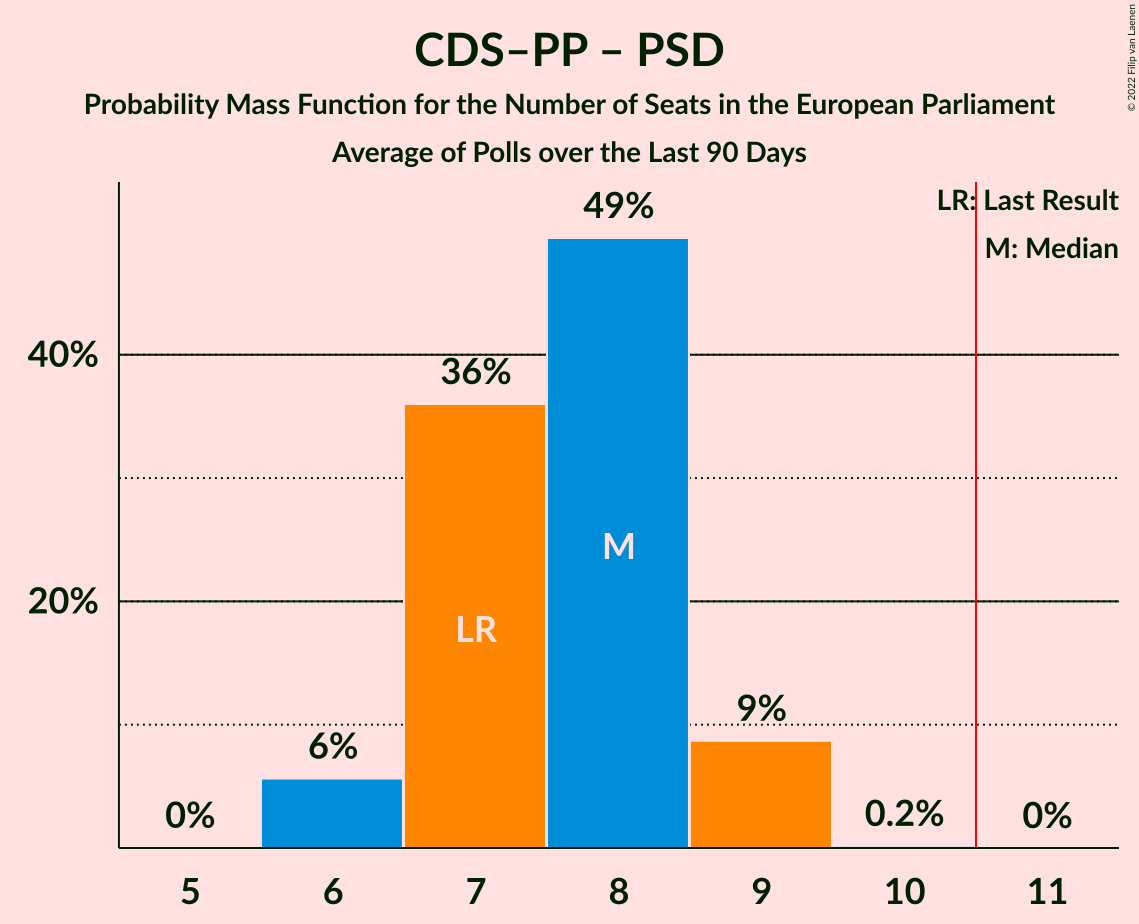 CDS–PP – PSD
Probability Mass Function for the Number of Seats in the European Parliament
Average of Polls over the Last 90 Days
© 2022 Filip van Laenen
LR: Last Result
M: Median
49%
40%
36%
M
20%
LR
9%
6%
0%
0.2%
0%
5 6 7 8 9 10 11